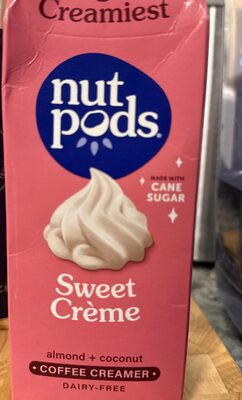 Creamiest
nut
pods®
MADE WITH
CANE
SUGAR
Sweet
Crème
almond + coconut
• COFFEE CREAMER •
DAIRY-FREE